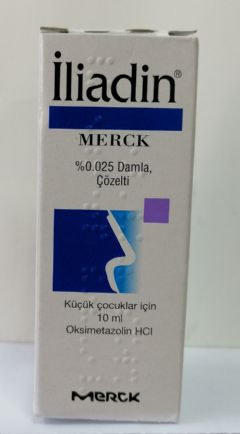 İliadin®
MERCK
%0.025 Damla,
Çözelti
Küçük çocuklar için
10 ml
Oksimetazolin HCl
MERCK